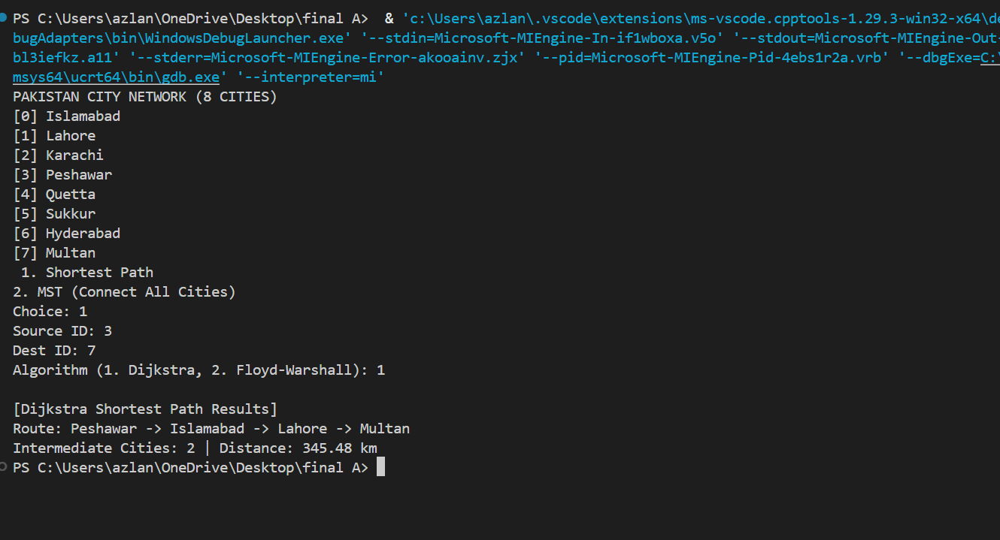 PS C:\Users\azlan\OneDrive\Desktop\final A>  & 'c:\Users\azlan\.vscode\extensions\ms-vscode.cpptools-1.29.3-win32-x64\de
bugAdapters\bin\WindowsDebugLauncher.exe' '--stdin=Microsoft-MIEngine-In-if1wboxa.v5o' '--stdout=Microsoft-MIEngine-Out-
bl3iefkz.a11' '--stderr=Microsoft-MIEngine-Error-akooainv.zjx' '--pid=Microsoft-MIEngine-Pid-4ebs1r2a.vrb' '--dbgExe=C:\
msys64\ucrt64\bin\gdb.exe' '--interpreter=mi'
PAKISTAN CITY NETWORK (8 CITIES)
[0] Islamabad
[1] Lahore
[2] Karachi
[3] Peshawar
[4] Quetta
[5] Sukkur
[6] Hyderabad
[7] Multan
 1. Shortest Path
2. MST (Connect All Cities)
Choice: 1
Source ID: 3
Dest ID: 7
Algorithm (1. Dijkstra, 2. Floyd-Warshall): 1

[Dijkstra Shortest Path Results]
Route: Peshawar -> Islamabad -> Lahore -> Multan
Intermediate Cities: 2 | Distance: 345.48 km
PS C:\Users\azlan\OneDrive\Desktop\final A>